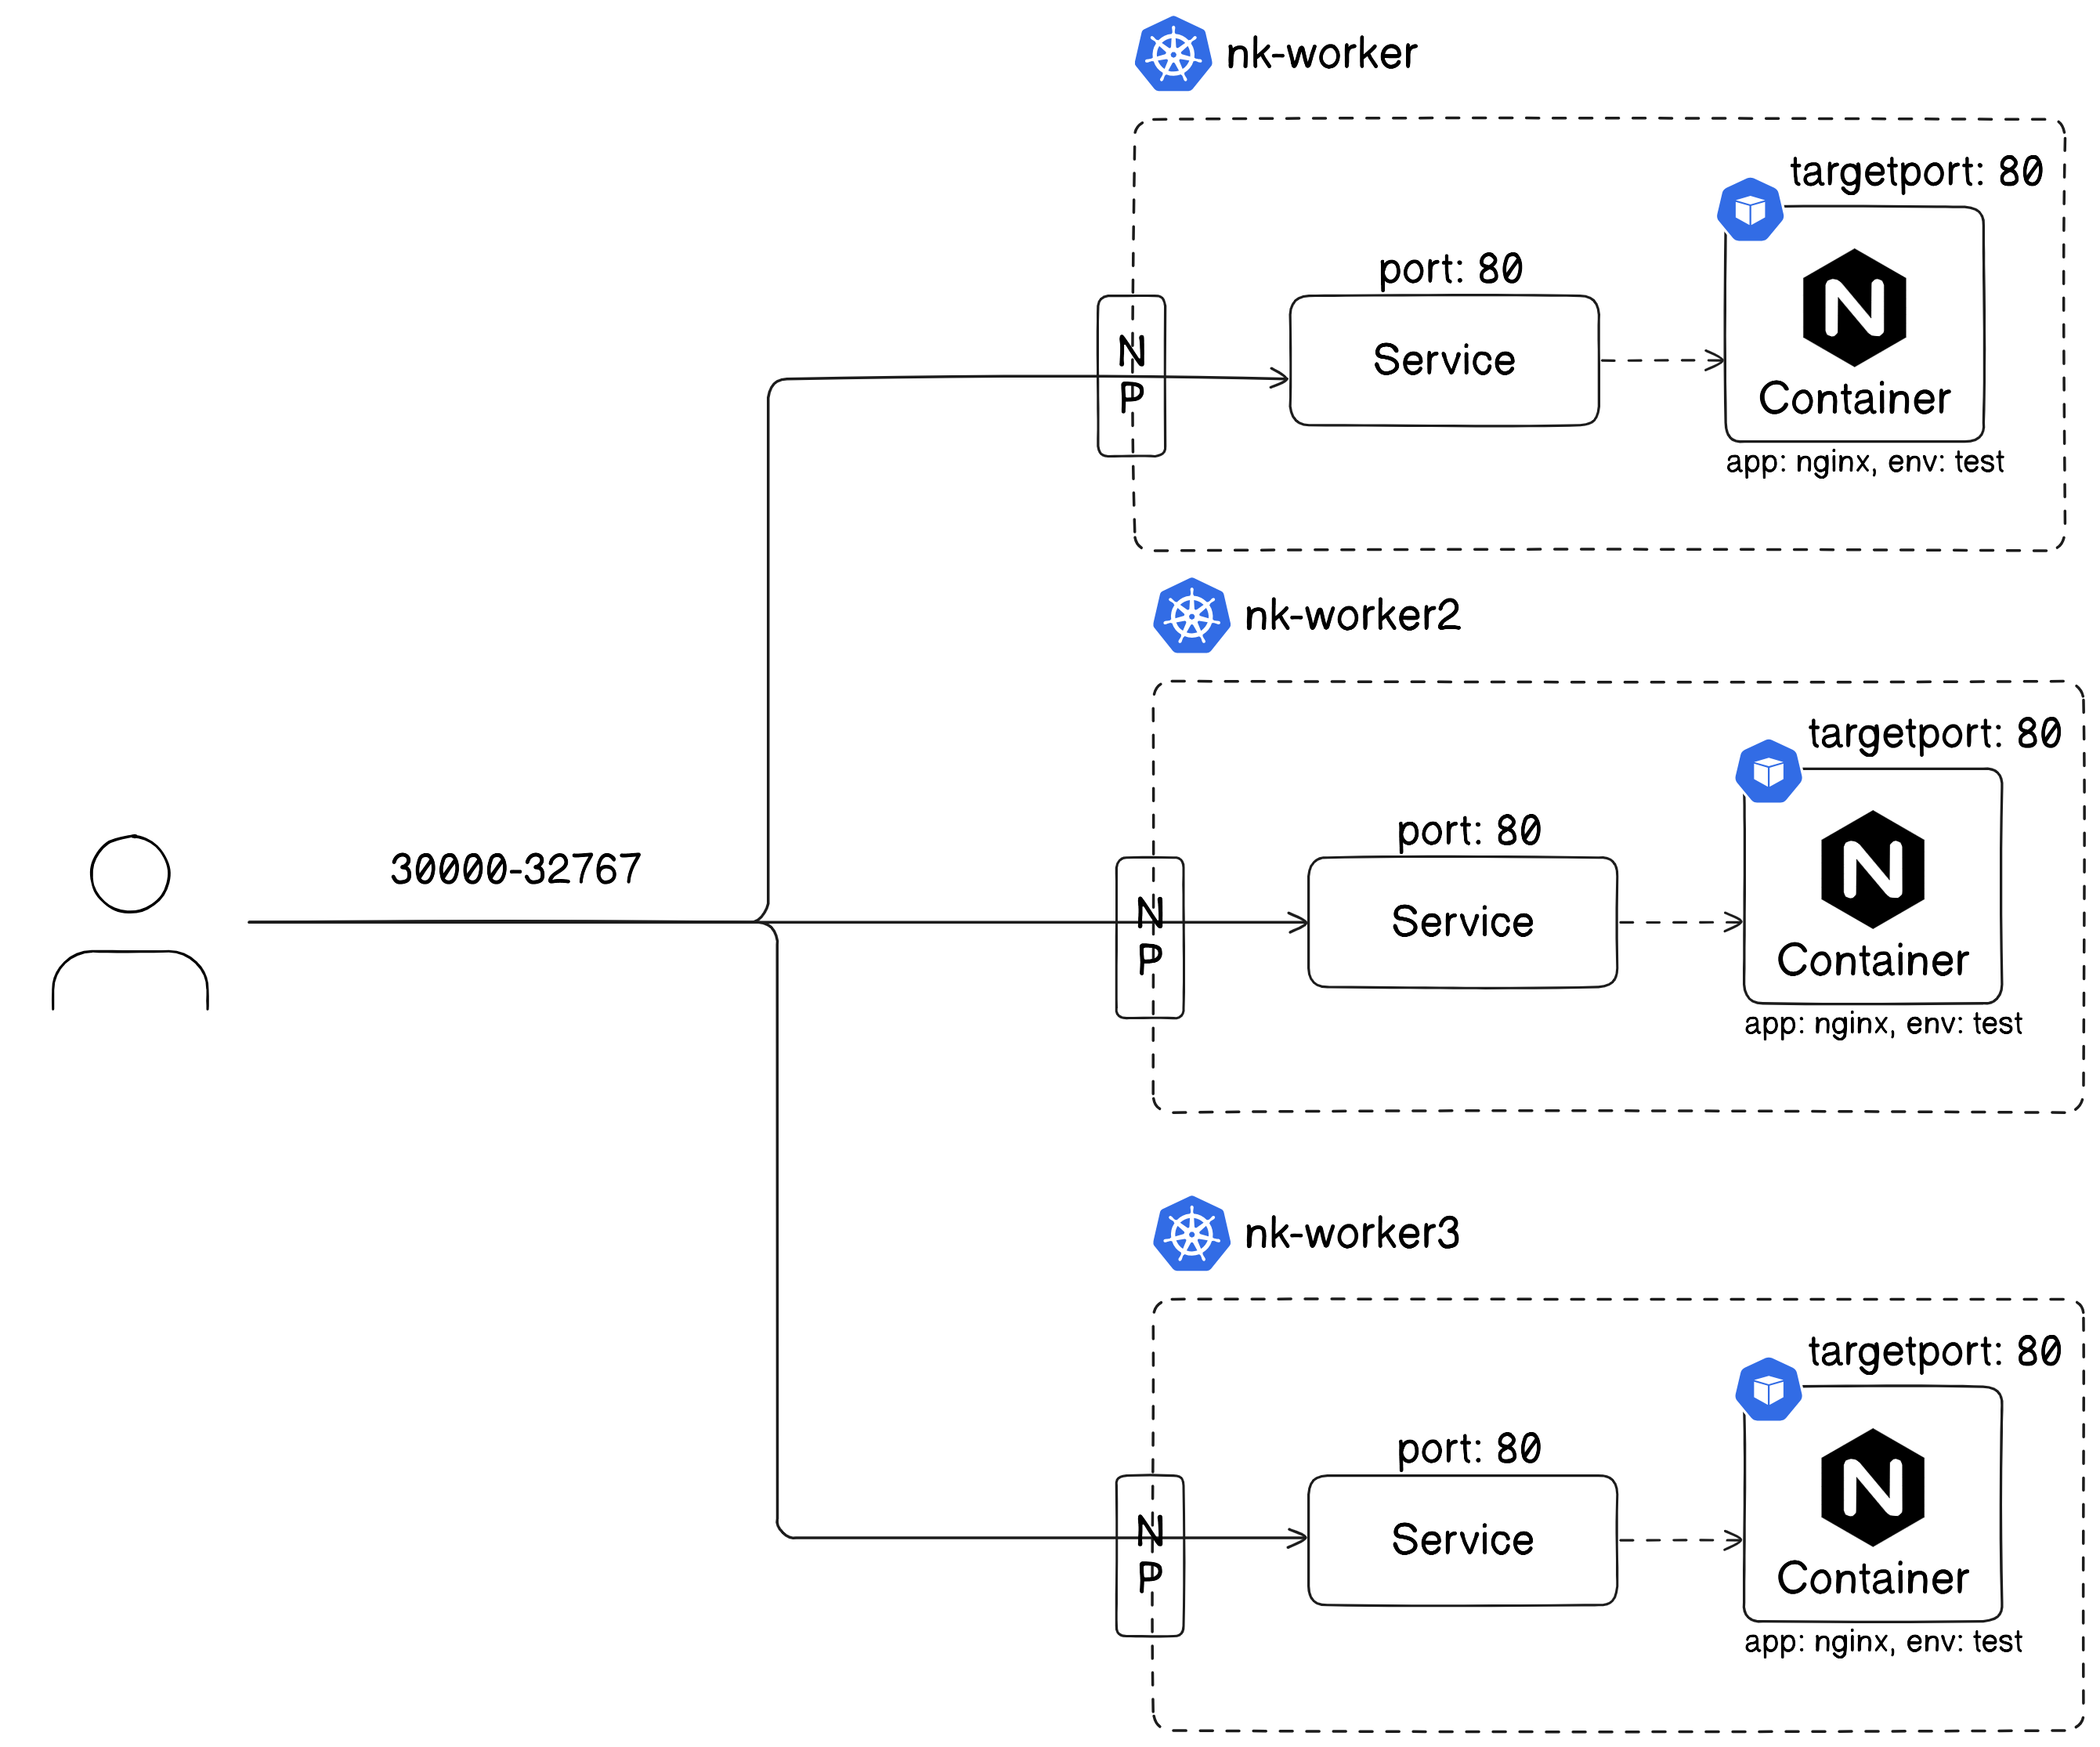 nk-worker
targetport: 80
port: 80
N
P
Service
N
Container
app: nginx, env: test
nk-worker2
targetport: 80
port: 80
30000-32767
N
P
Service
N
Container
app: nginx, env: test
nk-worker3
targetport: 80
port: 80
N
P
Service
N
Container
app: nginx, env: test